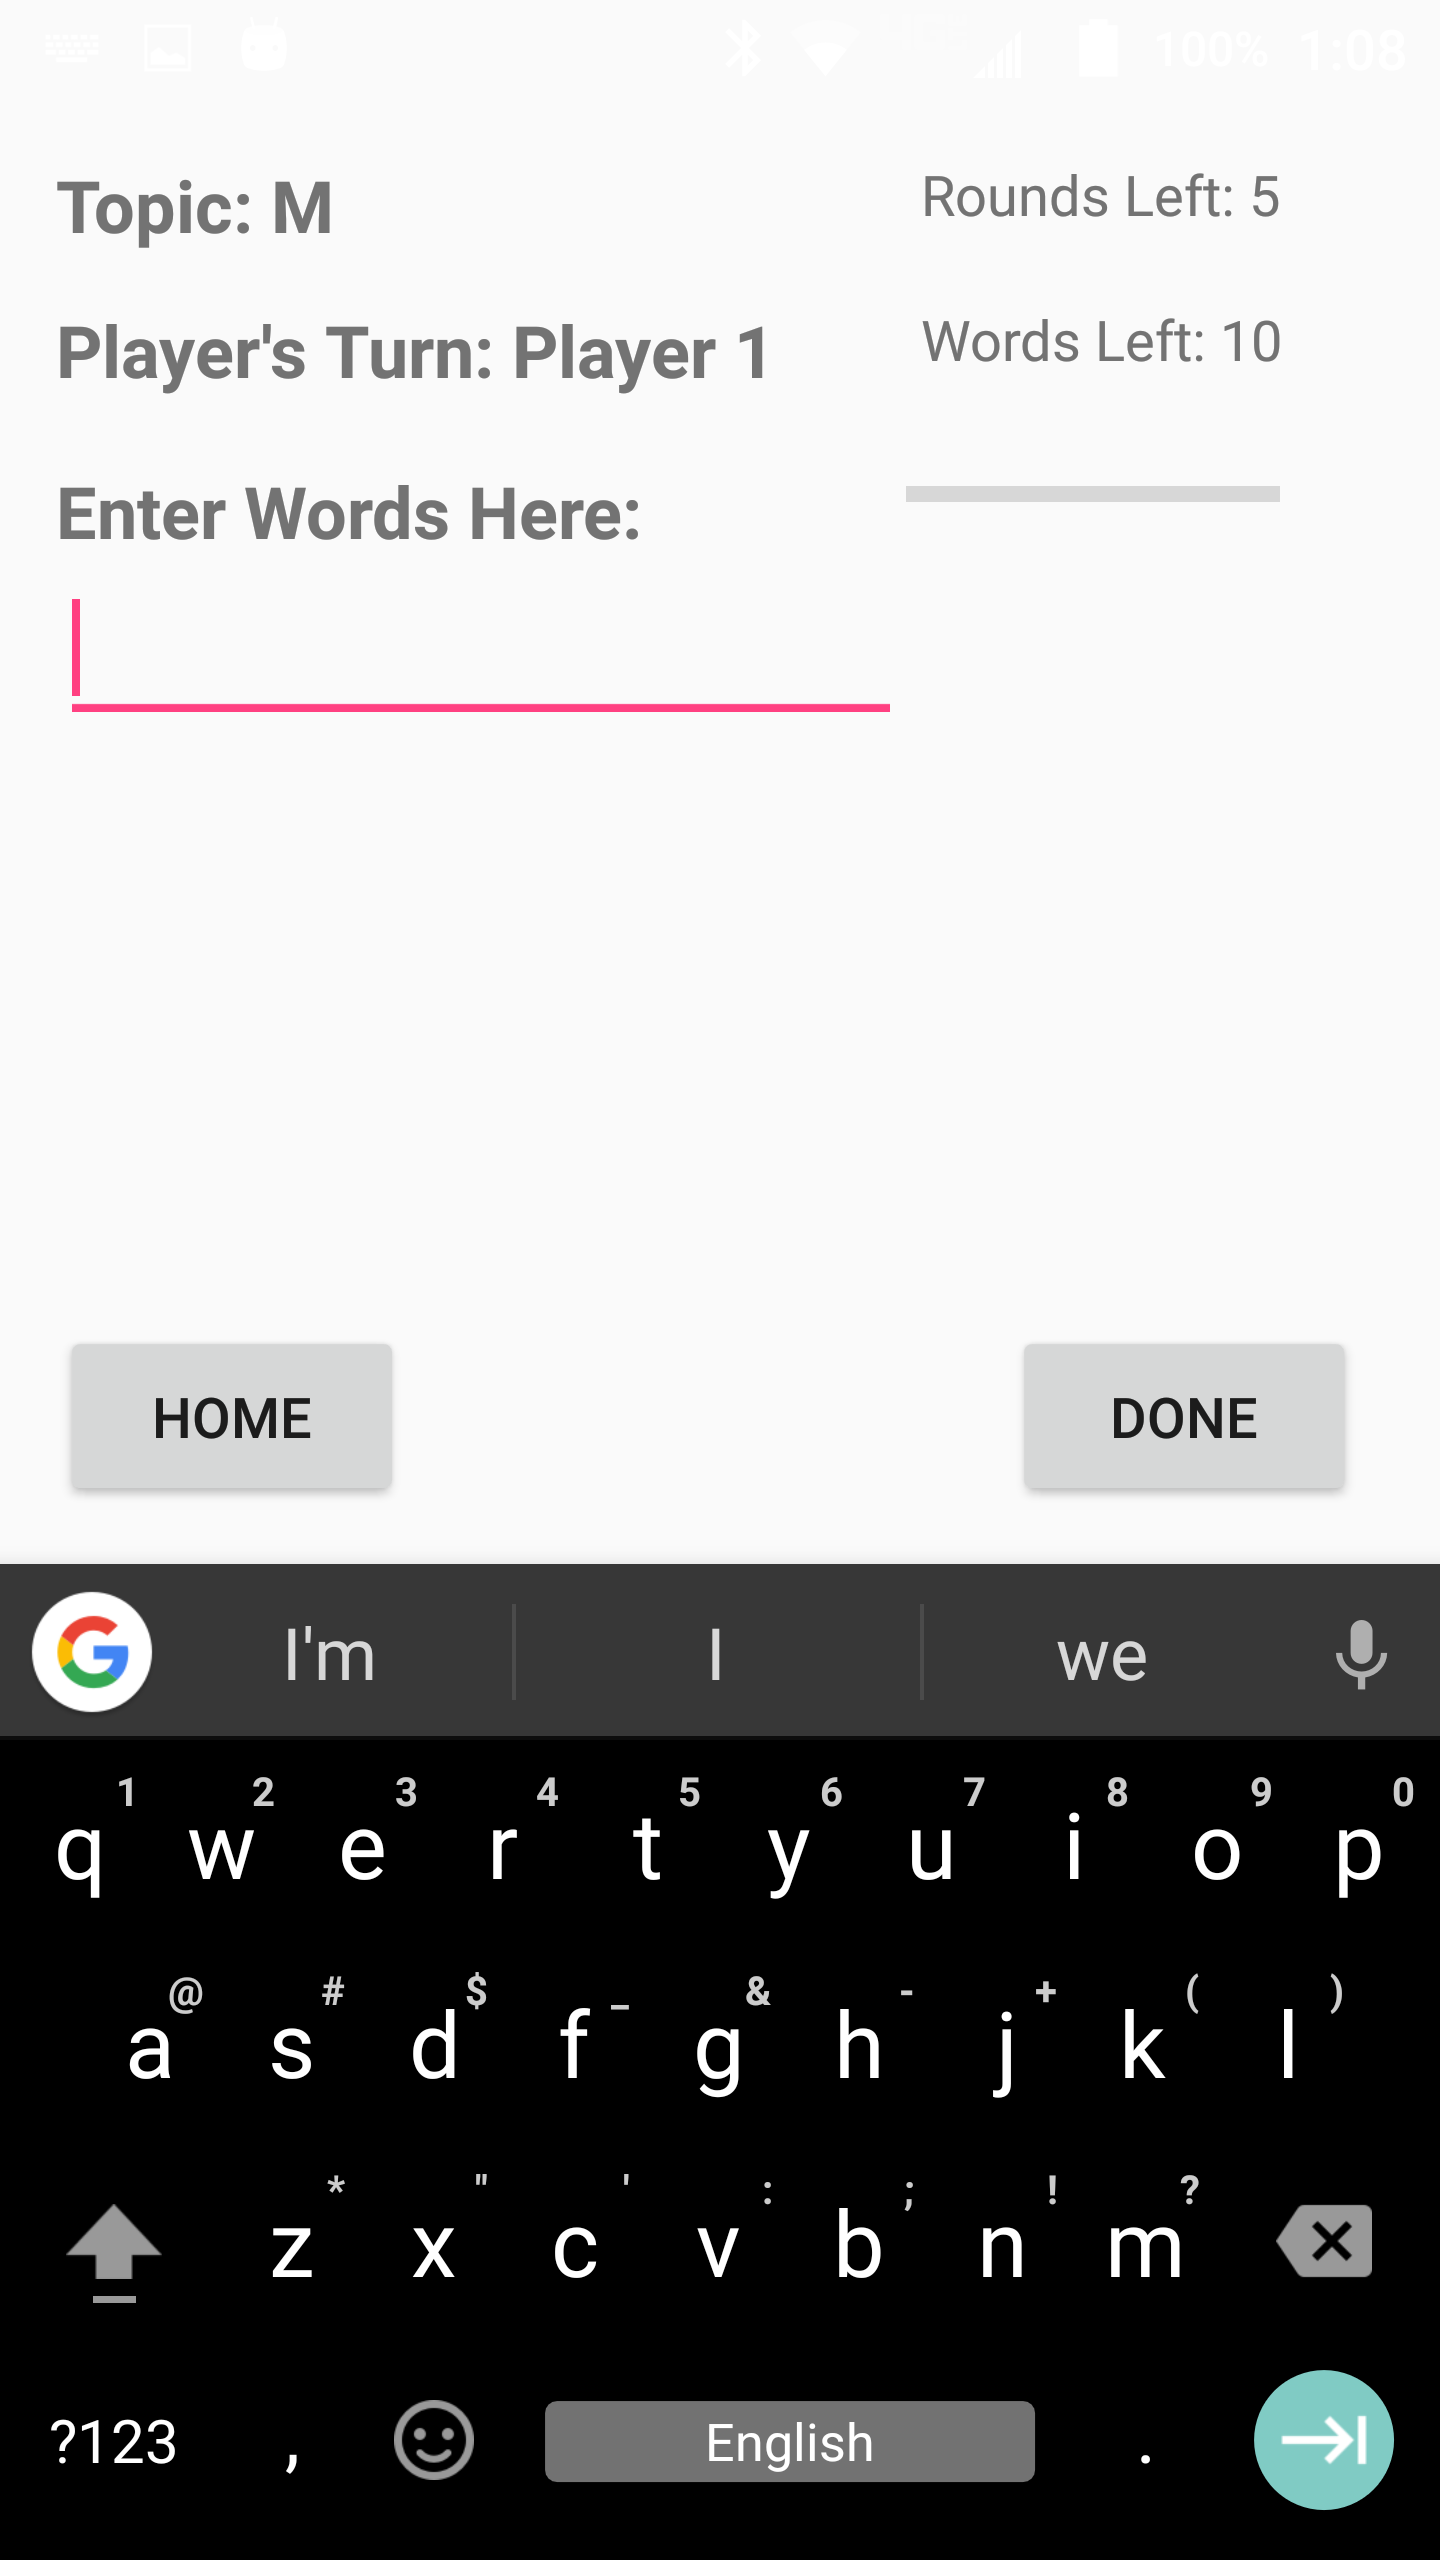 100% 1:08
Topic: M
Rounds Left: 5
Player's Turn: Player 1
Words Left: 10
Enter Words Here:
HOME
DONE
I'm I we
1 2 3 4 5 6 7 8 9 0
q w e r t y u i o p
@ # $ _ & - + ( )
a s d f g h j k l
* " ' : ; ! ?
z x c v b n m
?123 , English .